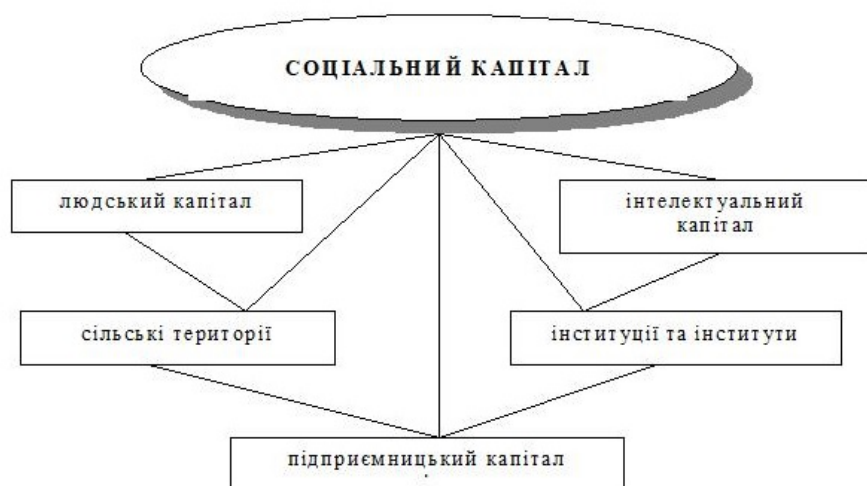 СОЦІАЛЬНИЙ КАПІТАЛ
людський капітал
інтелектуальний
капітал
сільські території
інституції та інститути
підприємницький капітал